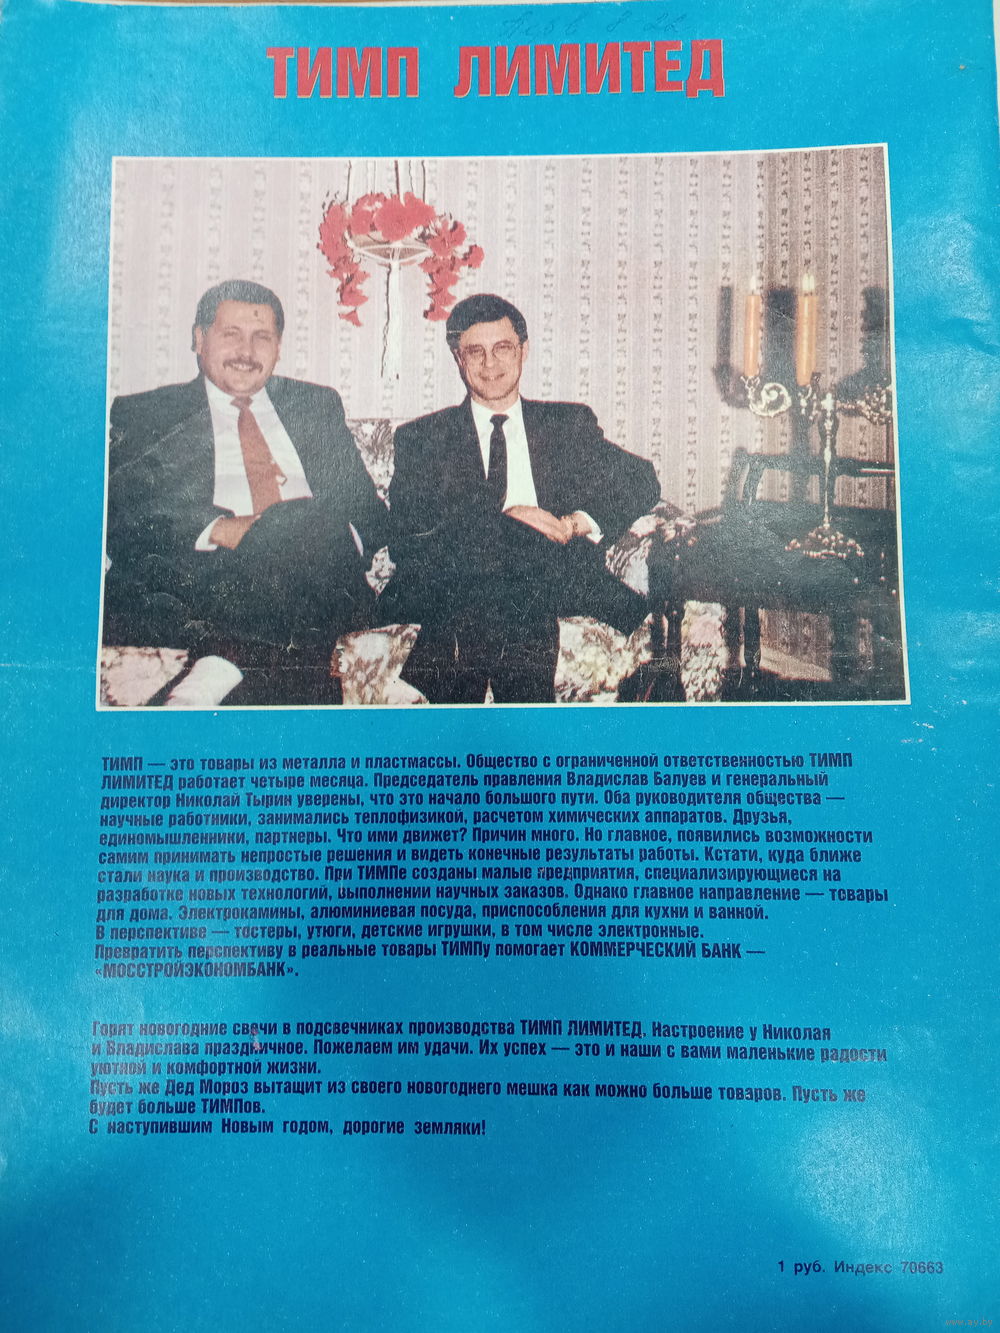 ТИМП ЛИМИТЕД
ТИМП — это товары из металла и пластмассы. Общество с ограниченной ответственностью ТИМП
ЛИМИТЕД работает четыре месяца. Председатель правления Владислав Балуев и генеральный
директор Николай Тырин уверены, что это начало большого пути. Оба руководителя общества —
научные работники, занимались теплофизикой, расчетом химических аппаратов. Друзья,
единомышленники, партнеры. Что ими движет? Причин много. Но главное, появились возможности
самим принимать непростые решения и видеть конечные результаты работы. Кстати, куда ближе
стали наука и производство. При ТИМПе созданы малые предприятия, специализирующиеся на
разработке новых технологий, выполнении научных заказов. Однако главное направление — товары
для дома. Электрокамины, алюминиевая посуда, приспособления для кухни и ванной.
В перспективе — тостеры, утюги, детские игрушки, в том числе электронные.
Превратить перспективу в реальные товары ТИМПу помогает КОММЕРЧЕСКИЙ БАНК —
«МОССТРОЙЭКОНОМБАНК».
Горят новогодние свечи в подсвечниках производства ТИМП ЛИМИТЕД. Настроение у Николая
и Владислава праздничное. Пожелаем им удачи. Их успех — это и наши с вами маленькие радости
уютной и комфортной жизни.
Пусть же Дед Мороз вытащит из своего новогоднего мешка как можно больше товаров. Пусть же
будет больше ТИМПов.
С наступившим Новым годом, дорогие земляки!
1 руб. Индекс 70663
www.ay.by